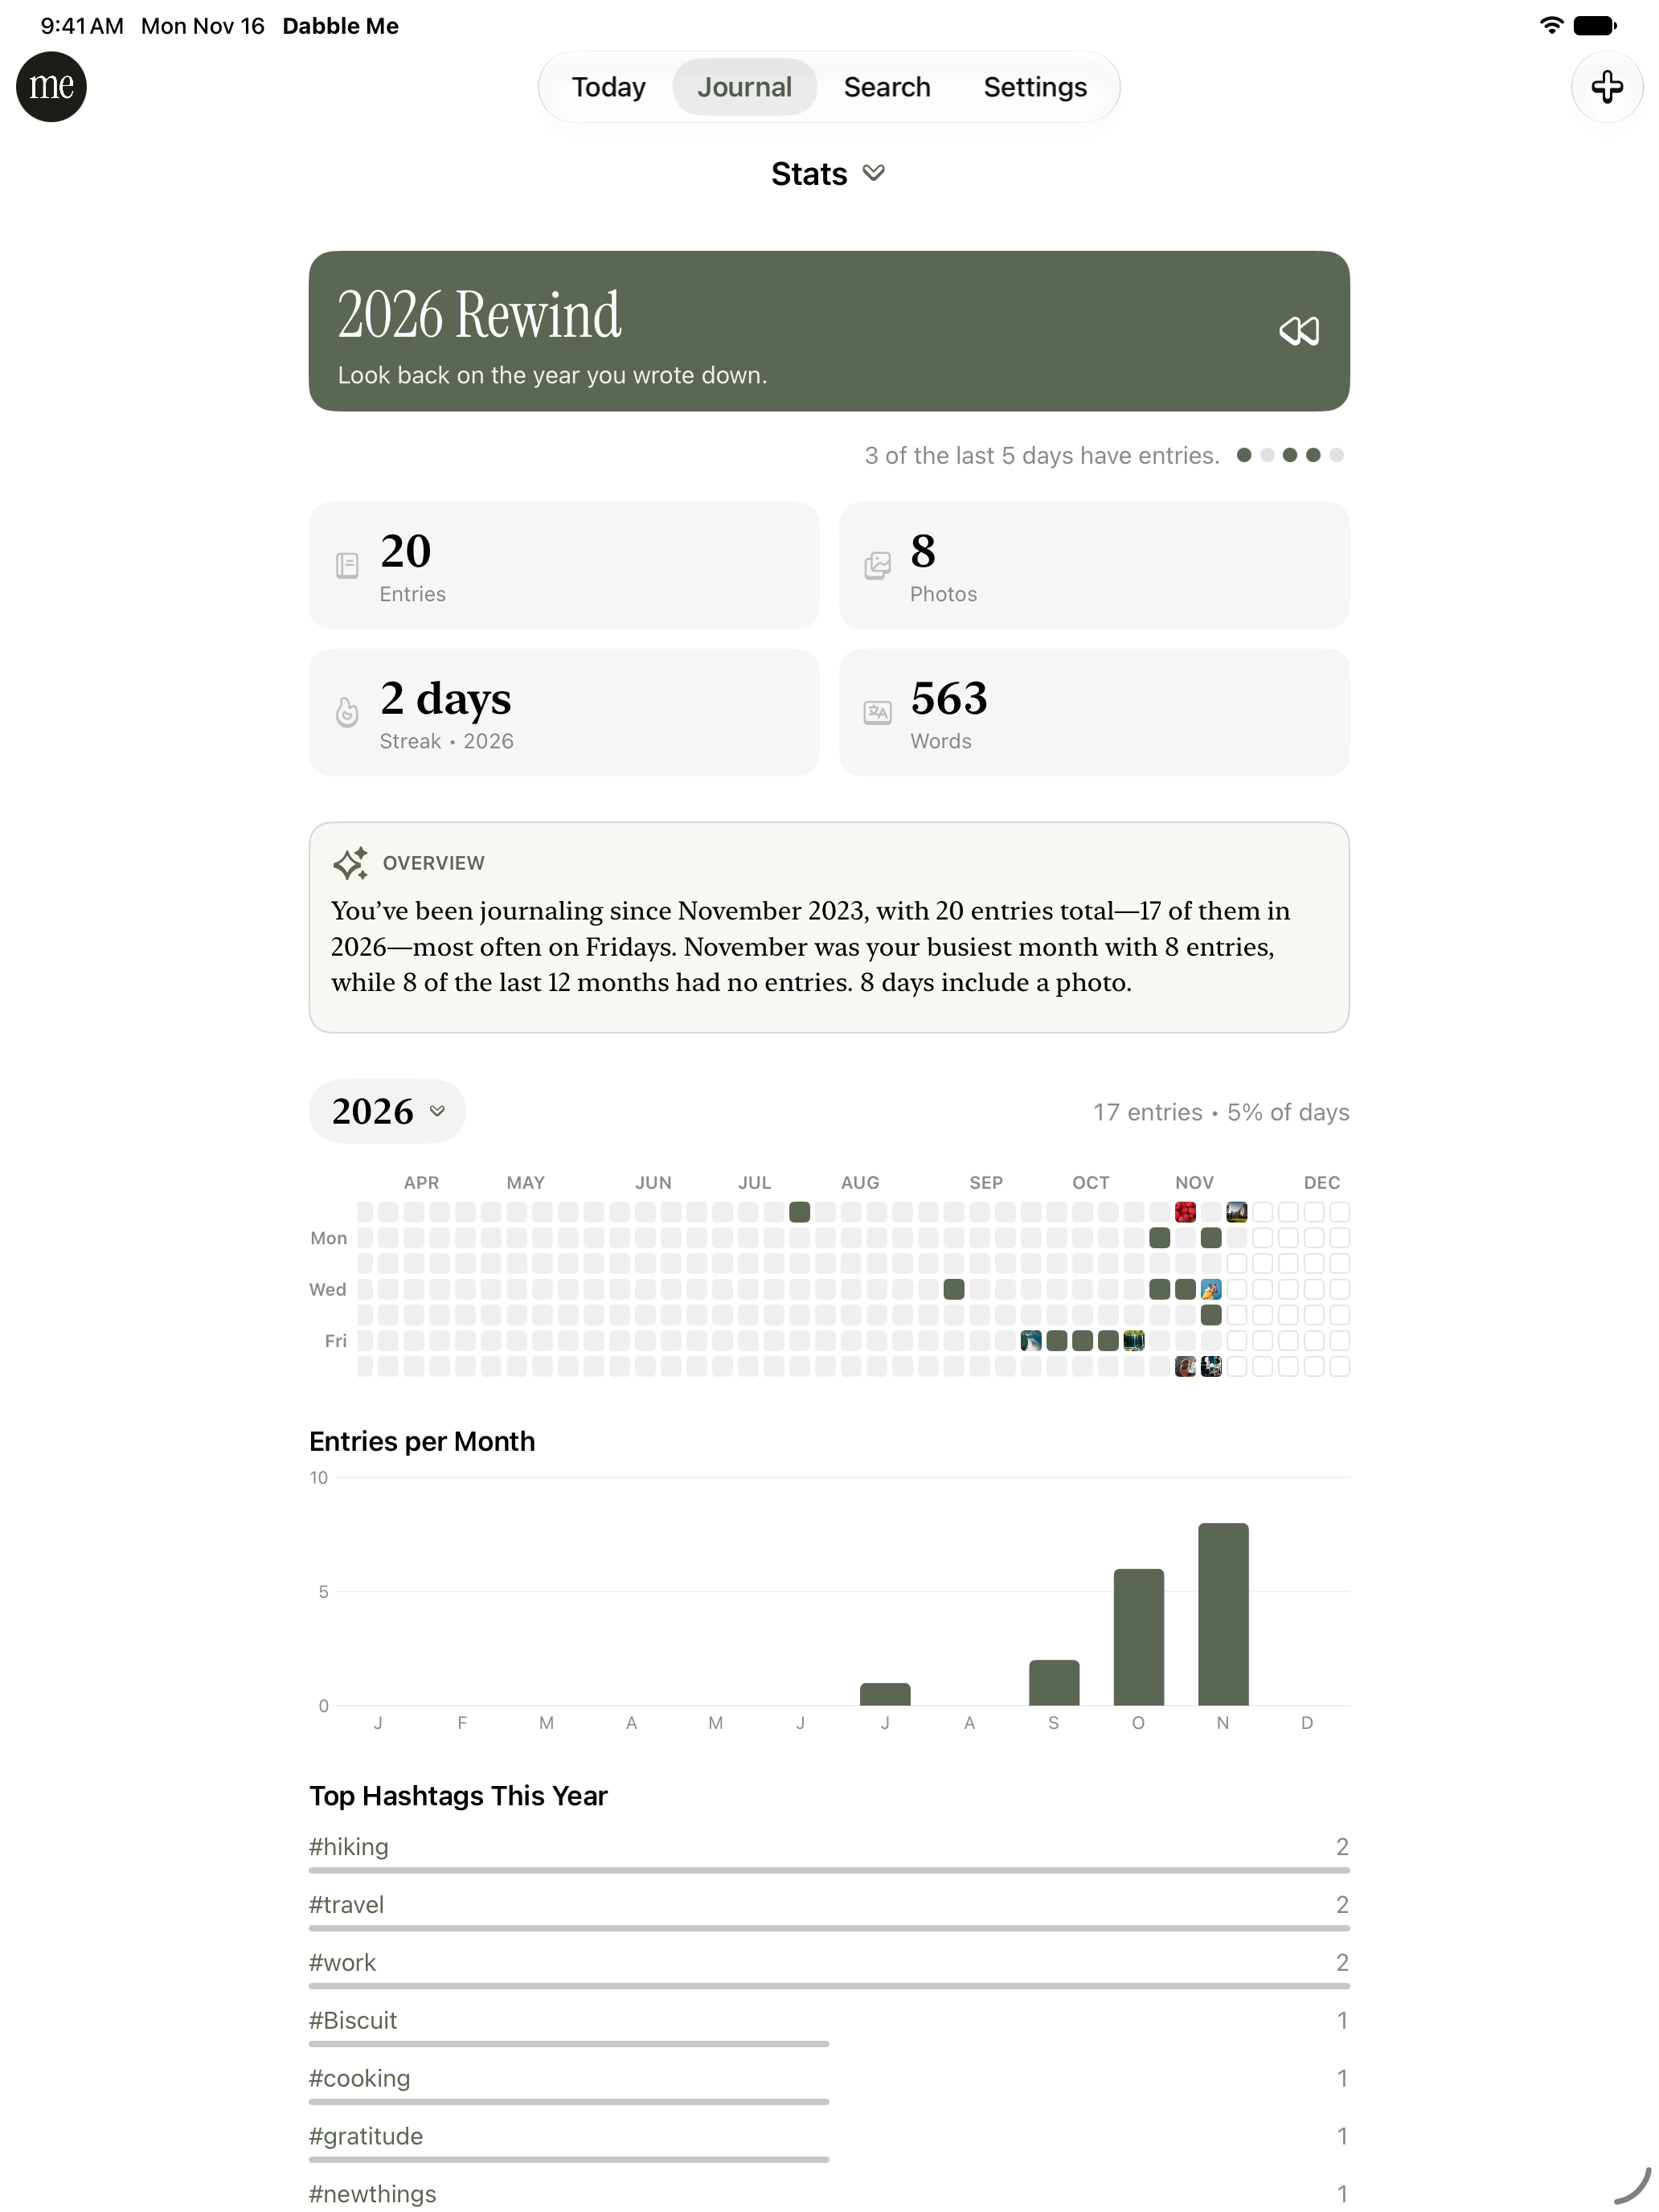 9:41 AM Mon Nov 16 Dabble Me
me
Today Journal Search Settings
Stats
2026 Rewind
Look back on the year you wrote down.
3 of the last 5 days have entries.
20
Entries
8
Photos
2 days
Streak • 2026
563
Words
OVERVIEW
You’ve been journaling since November 2023, with 20 entries total—17 of them in
2026—most often on Fridays. November was your busiest month with 8 entries,
while 8 of the last 12 months had no entries. 8 days include a photo.
2026
17 entries • 5% of days
APR MAY JUN JUL AUG SEP OCT NOV DEC
Mon
Wed
Fri
Entries per Month
10
5
0
J F M A M J J A S O N D
Top Hashtags This Year
#hiking 2
#travel 2
#work 2
#Biscuit 1
#cooking 1
#gratitude 1
#newthings 1